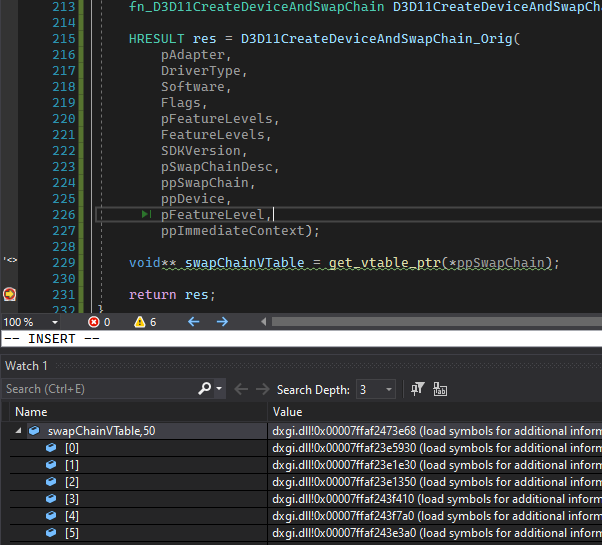 213 fn_D3D11CreateDeviceAndSwapChain D3D11CreateDeviceAndSwapCha
214
215 HRESULT res = D3D11CreateDeviceAndSwapChain_Orig(
216 pAdapter,
217 DriverType,
218 Software,
219 Flags,
220 pFeatureLevels,
221 FeatureLevels,
222 SDKVersion,
223 pSwapChainDesc,
224 ppSwapChain,
225 ppDevice,
226 pFeatureLevel,
227 ppImmediateContext);
228
229 void** swapChainVTable = get_vtable_ptr(*ppSwapChain);
230
231 return res;
232 }
100 % 0 6
-- INSERT --
Watch 1
Search (Ctrl+E) Search Depth: 3
Name Value
swapChainVTable,50 dxgi.dll!0x00007ffaf2473e68 (load symbols for additional inform
[0] dxgi.dll!0x00007ffaf23e5930 (load symbols for additional inform
[1] dxgi.dll!0x00007ffaf23e1e30 (load symbols for additional inform
[2] dxgi.dll!0x00007ffaf23e1350 (load symbols for additional inform
[3] dxgi.dll!0x00007ffaf243f410 (load symbols for additional inform
[4] dxgi.dll!0x00007ffaf243f7a0 (load symbols for additional inform
[5] dxgi.dll!0x00007ffaf243e3a0 (load symbols for additional inform